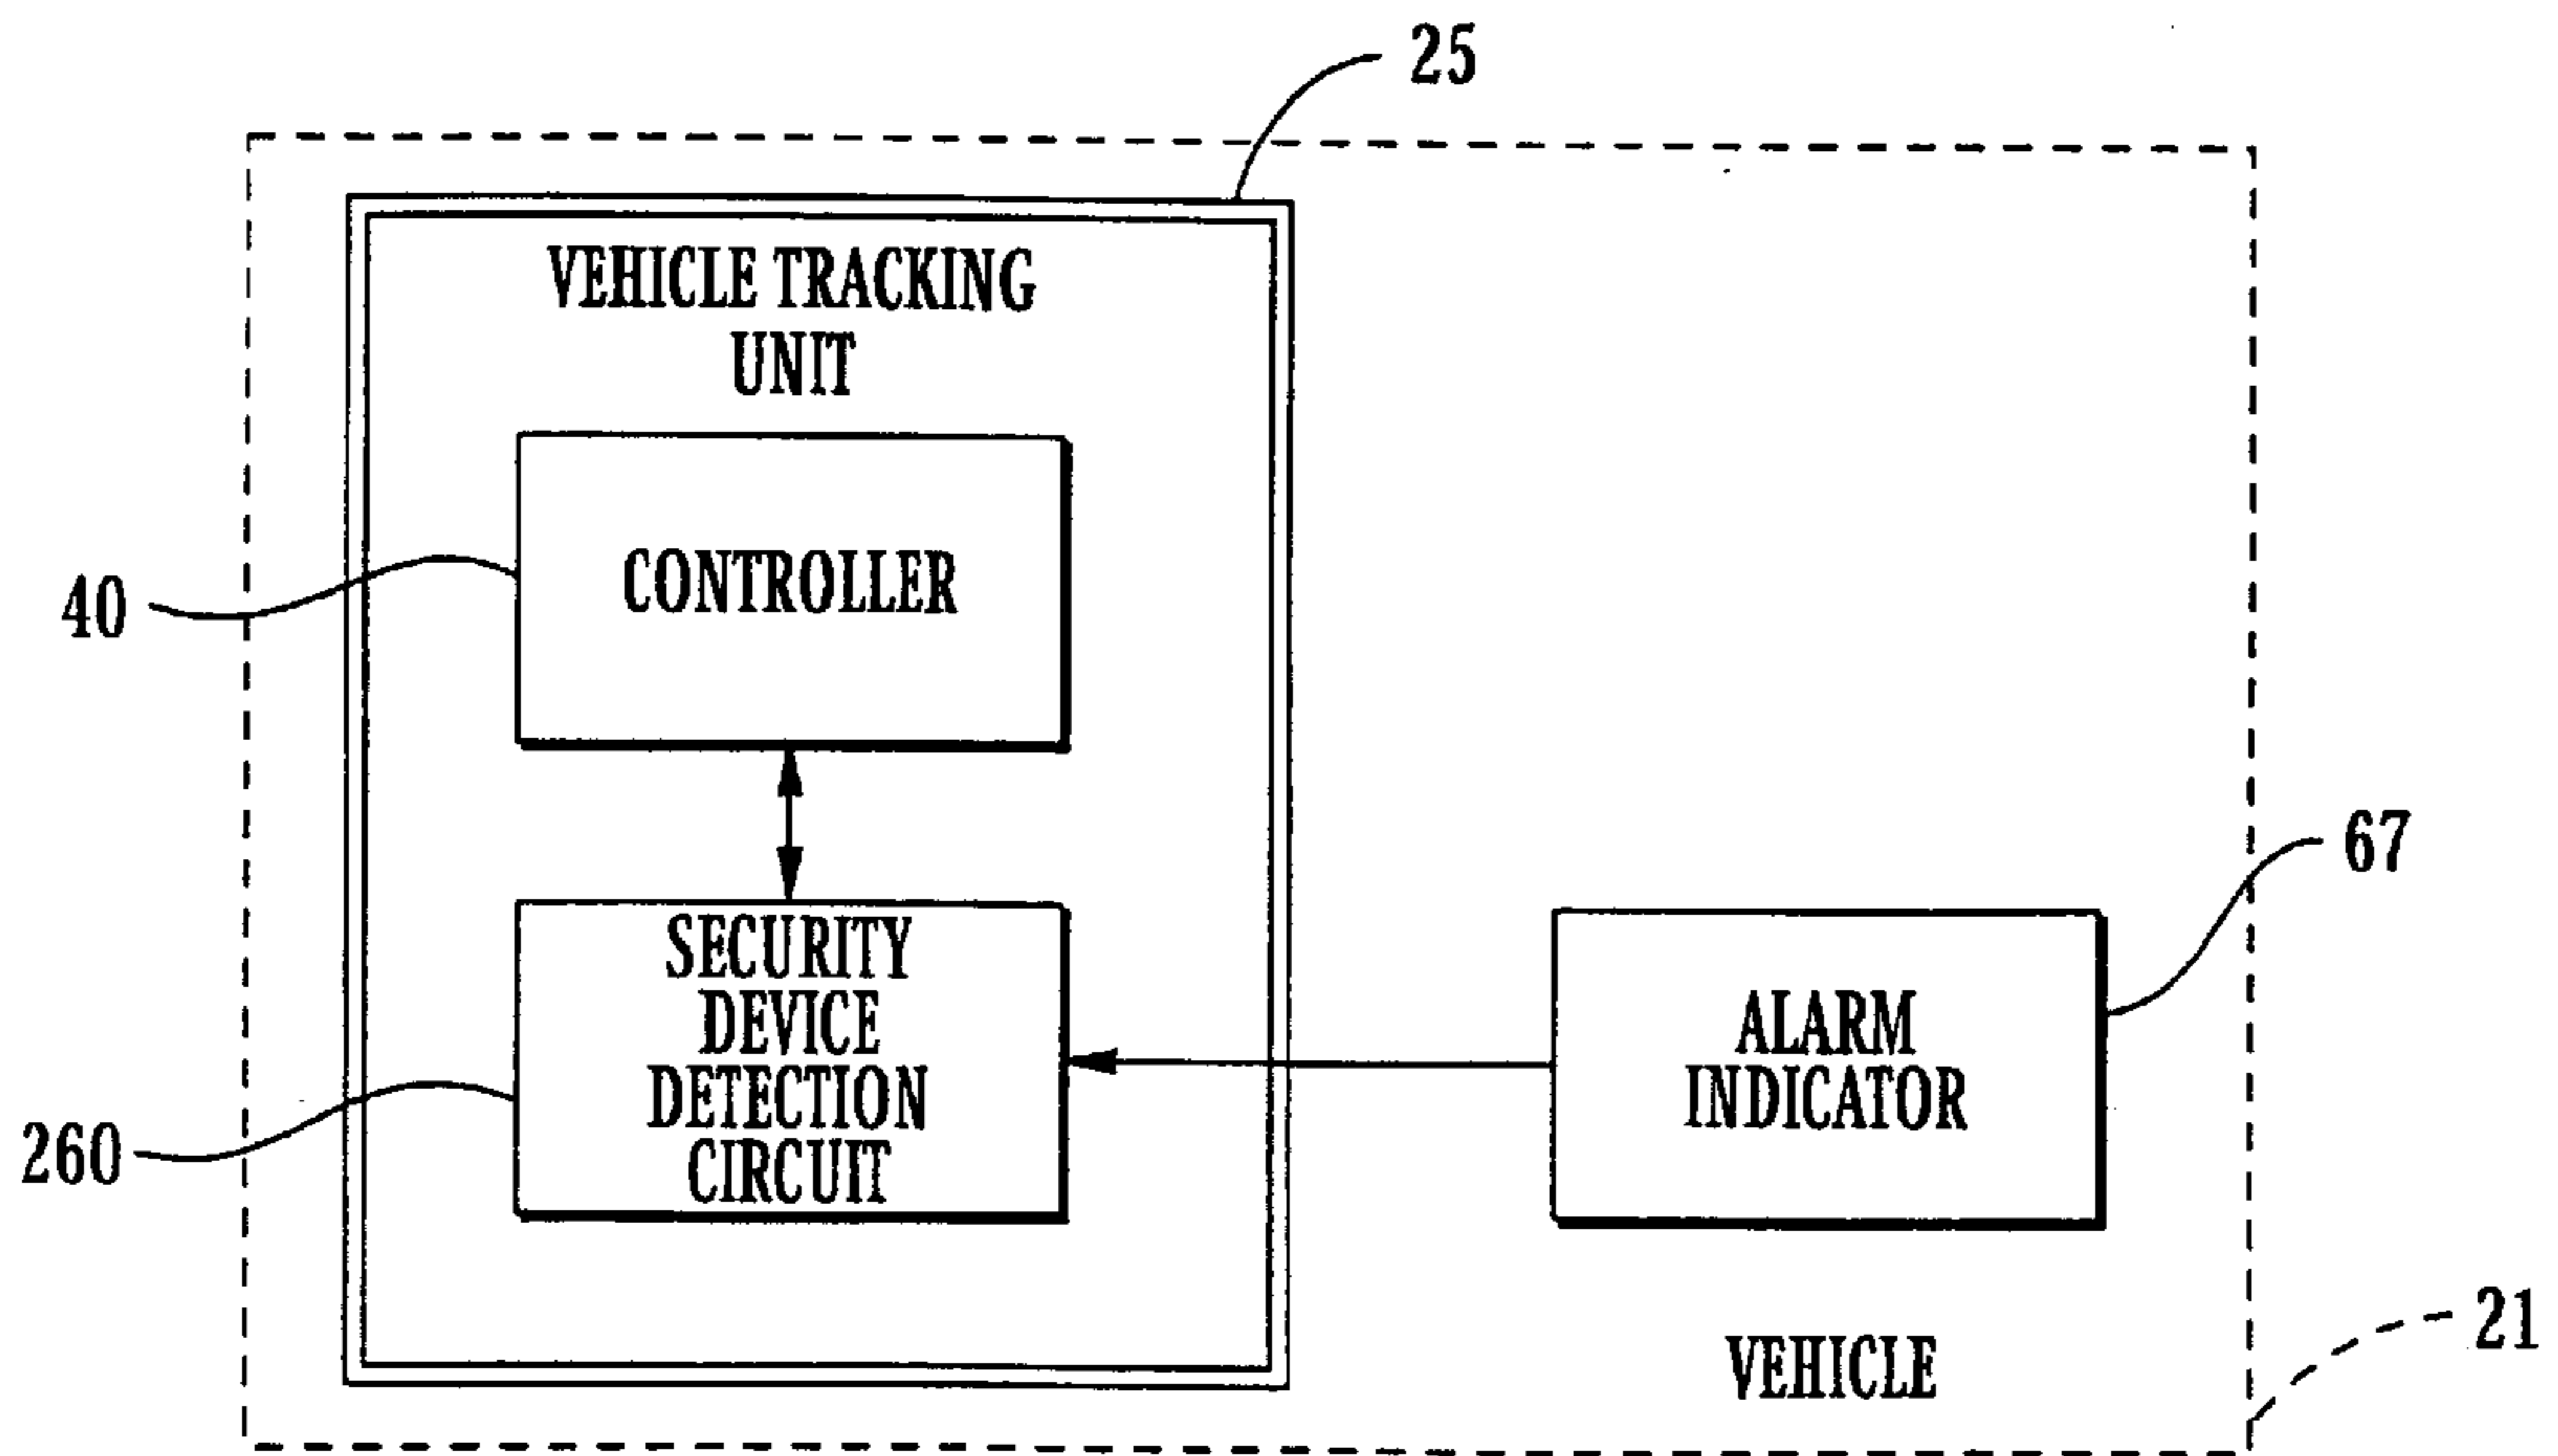 25
VEHICLE TRACKING
UNIT
CONTROLLER
40
67
SECURITY
DEVICE
DETECTION
CIRCUIT
ALARM
INDICATOR
260
21
VEHICLE